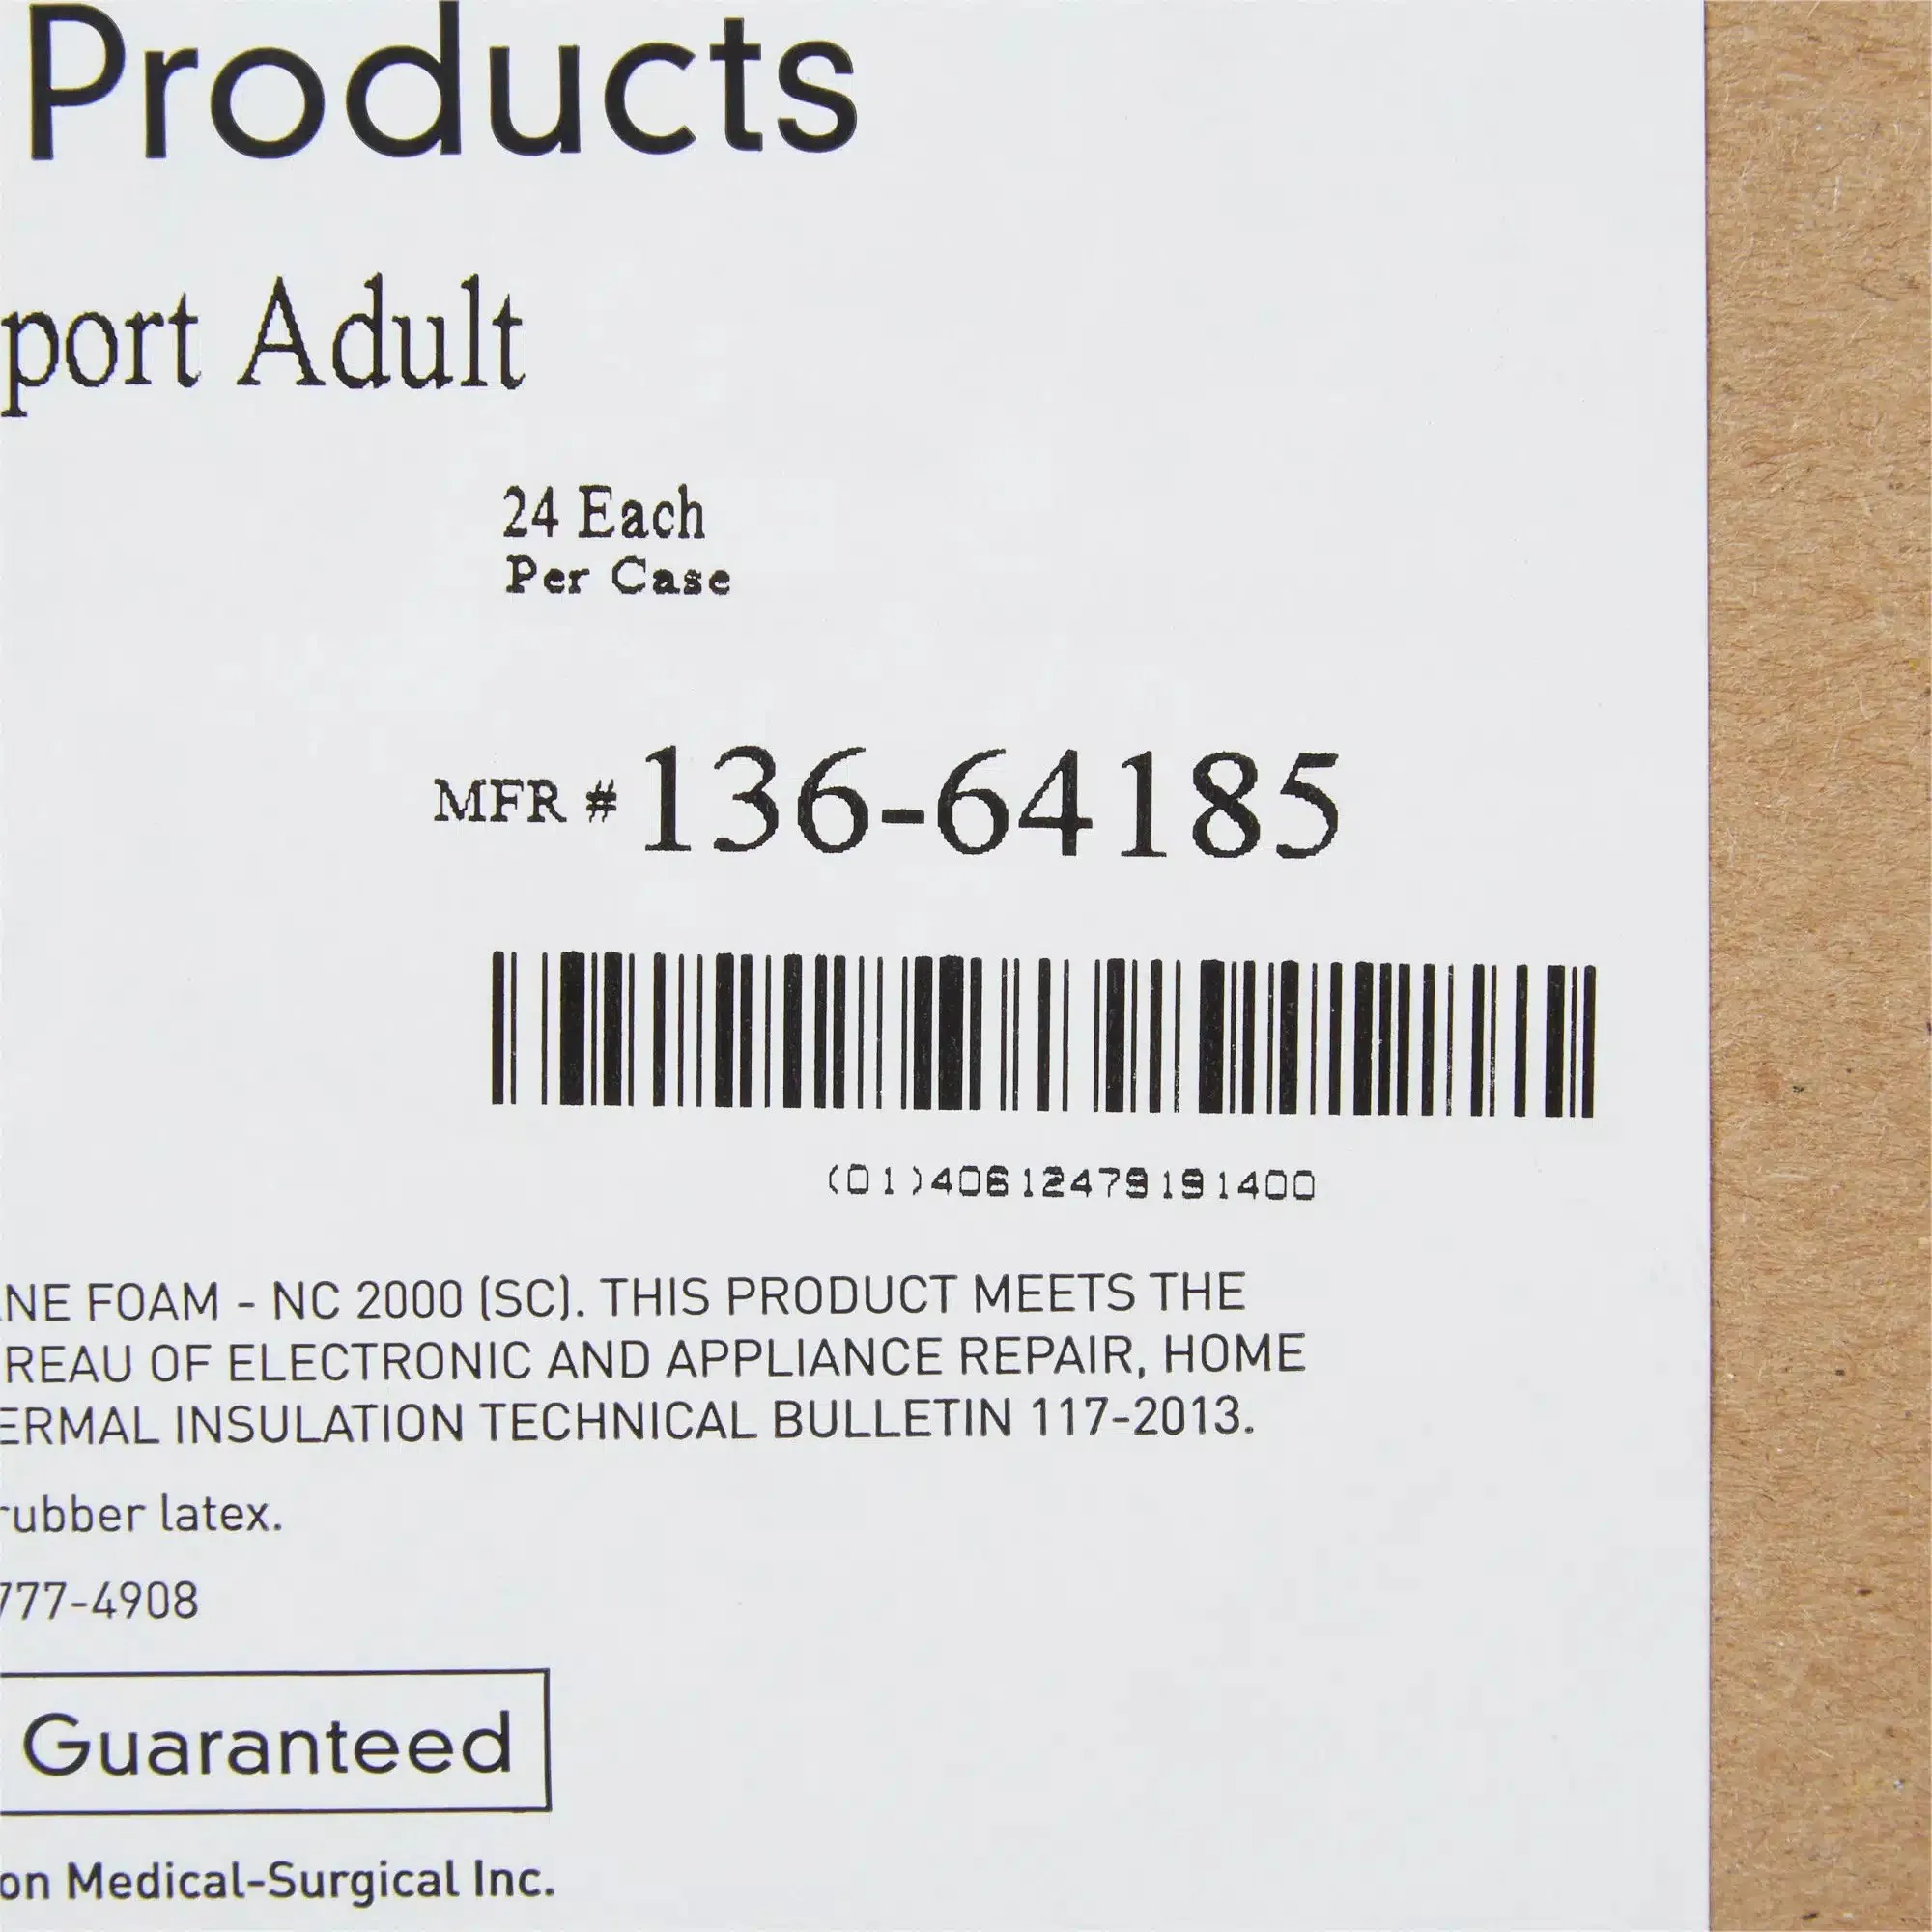 Products
port Adult
24 Each
Per Case
MFR # 136-64185
(01)40612479191400
NE FOAM - NC 2000 (SC). THIS PRODUCT MEETS THE
REAU OF ELECTRONIC AND APPLIANCE REPAIR, HOME
ERMAL INSULATION TECHNICAL BULLETIN 117-2013.
rubber latex.
777-4908
Guaranteed
on Medical-Surgical Inc.